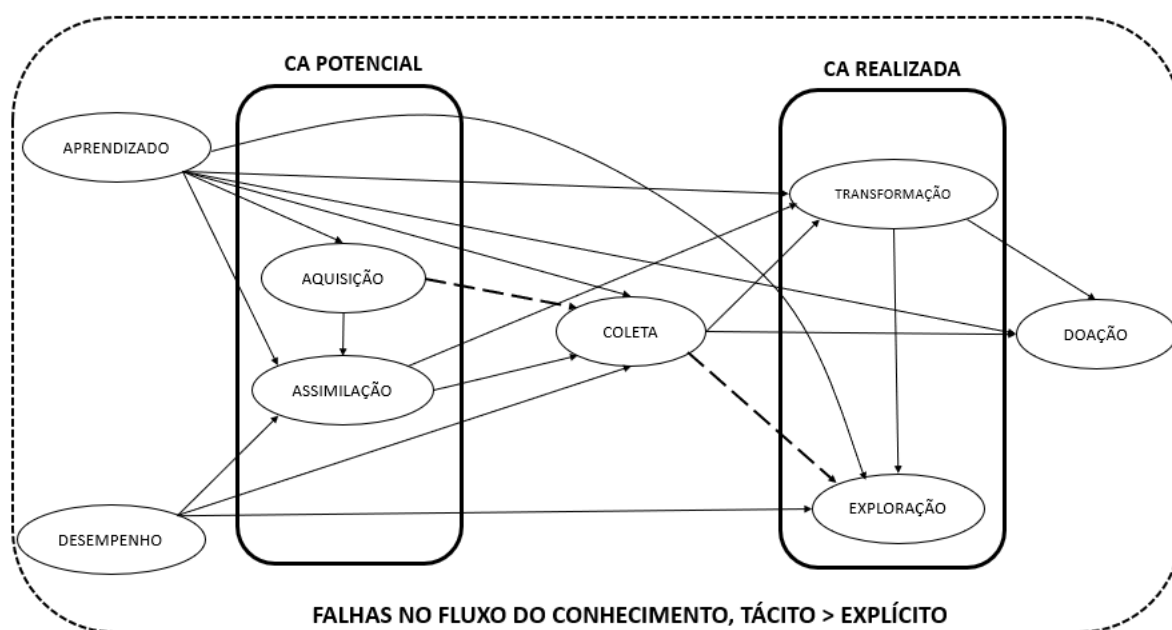 CA POTENCIAL
CA REALIZADA
APRENDIZADO
TRANSFORMAÇÃO
AQUISIÇÃO
COLETA
DOAÇÃO
ASSIMILAÇÃO
EXPLORAÇÃO
DESEMPENHO
FALHAS NO FLUXO DO CONHECIMENTO, TÁCITO > EXPLÍCITO